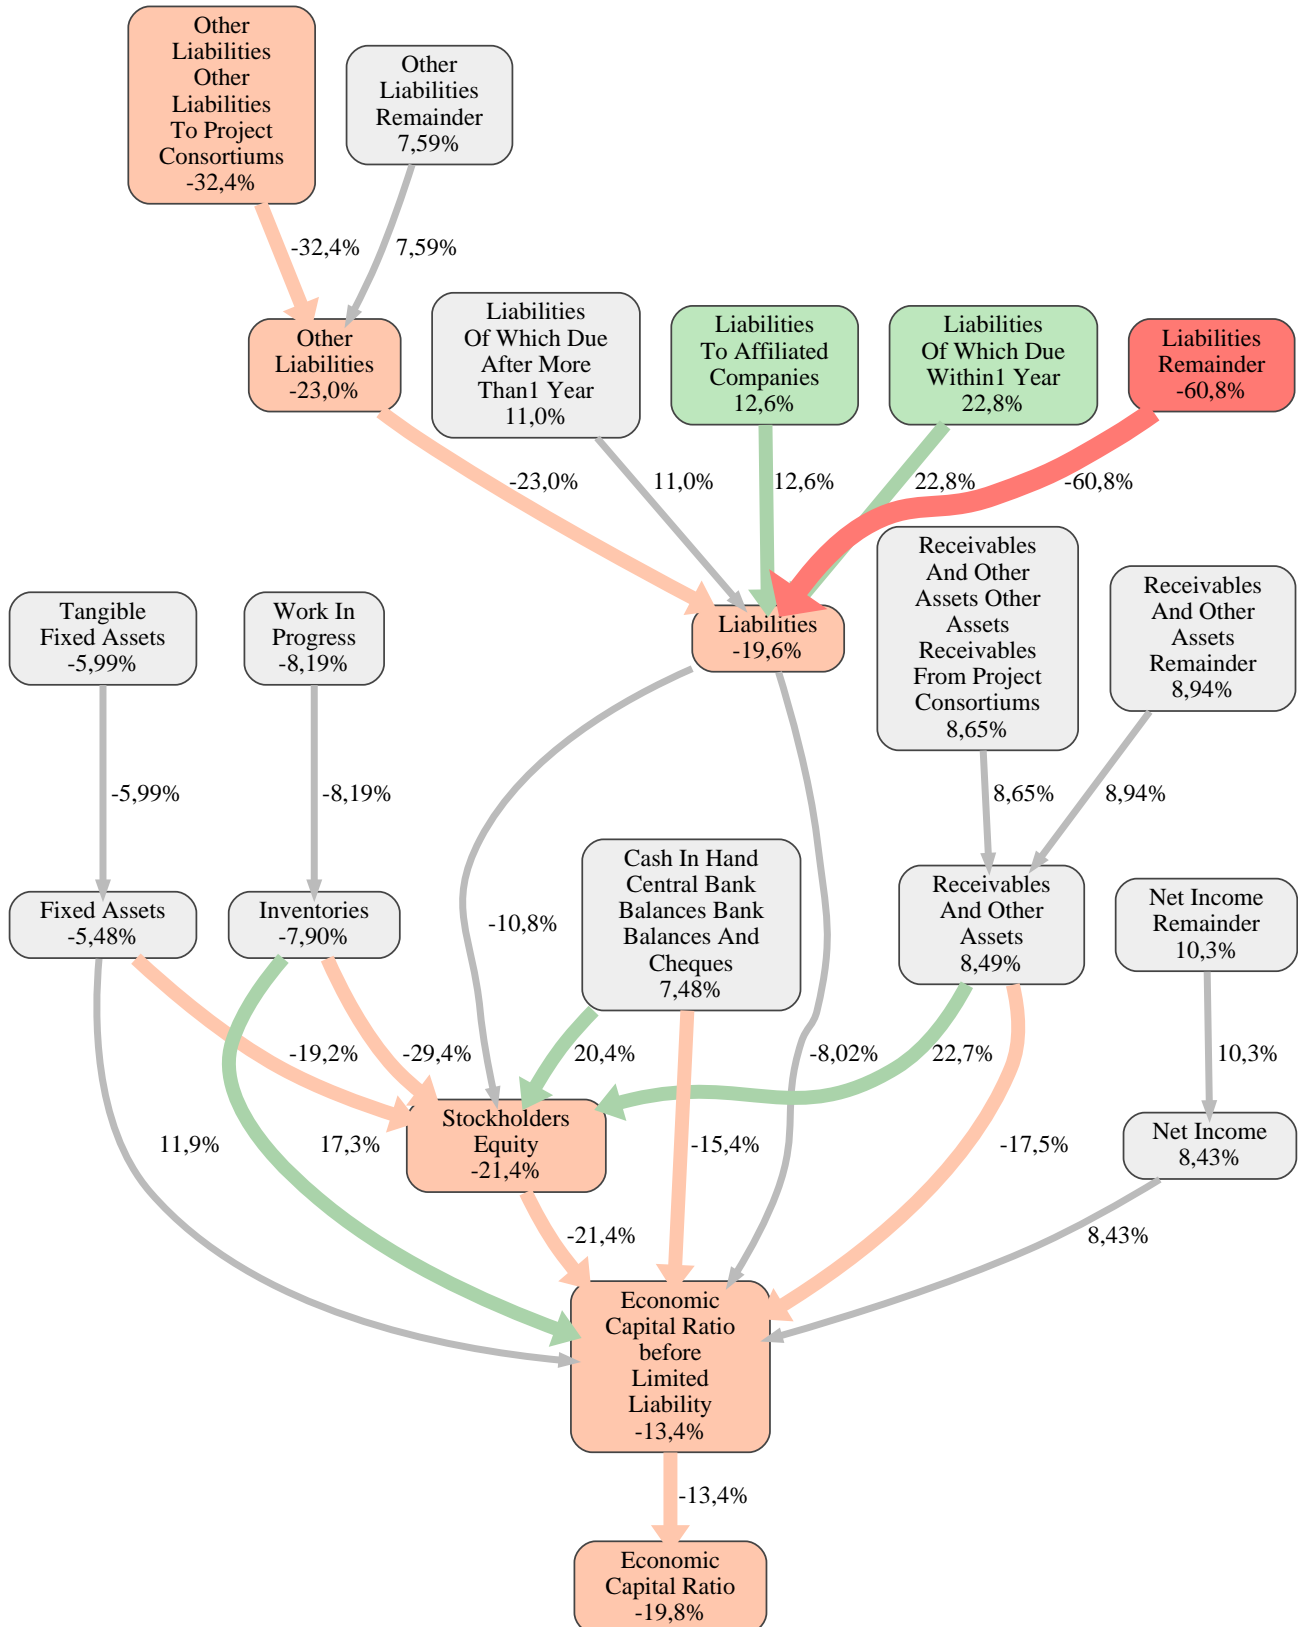 Other
Liabilities
Other
Liabilities
To Project
Consortiums
-32,4%
Other
Liabilities
Remainder
7,59%
-32,4%
7,59%
Other
Liabilities
-23,0%
Liabilities
Of Which Due
After More
Than1 Year
11,0%
Liabilities
To Affiliated
Companies
12,6%
Liabilities
Of Which Due
Within1 Year
22,8%
Liabilities
Remainder
-60,8%
-23,0%
11,0%
12,6%
22,8%
-60,8%
Tangible
Fixed Assets
-5,99%
Work In
Progress
-8,19%
Liabilities
-19,6%
Receivables
And Other
Assets Other
Assets
Receivables
From Project
Consortiums
8,65%
Receivables
And Other
Assets
Remainder
8,94%
-5,99%
-8,19%
8,65%
8,94%
Fixed Assets
-5,48%
Inventories
-7,90%
-10,8%
Cash In Hand
Central Bank
Balances Bank
Balances And
Cheques
7,48%
Receivables
And Other
Assets
8,49%
Net Income
Remainder
10,3%
-19,2%
-29,4%
20,4%
-8,02%
22,7%
10,3%
11,9%
17,3%
Stockholders
Equity
-21,4%
-15,4%
-17,5%
Net Income
8,43%
-21,4%
8,43%
Economic
Capital Ratio
before
Limited
Liability
-13,4%
-13,4%
Economic
Capital Ratio
-19,8%